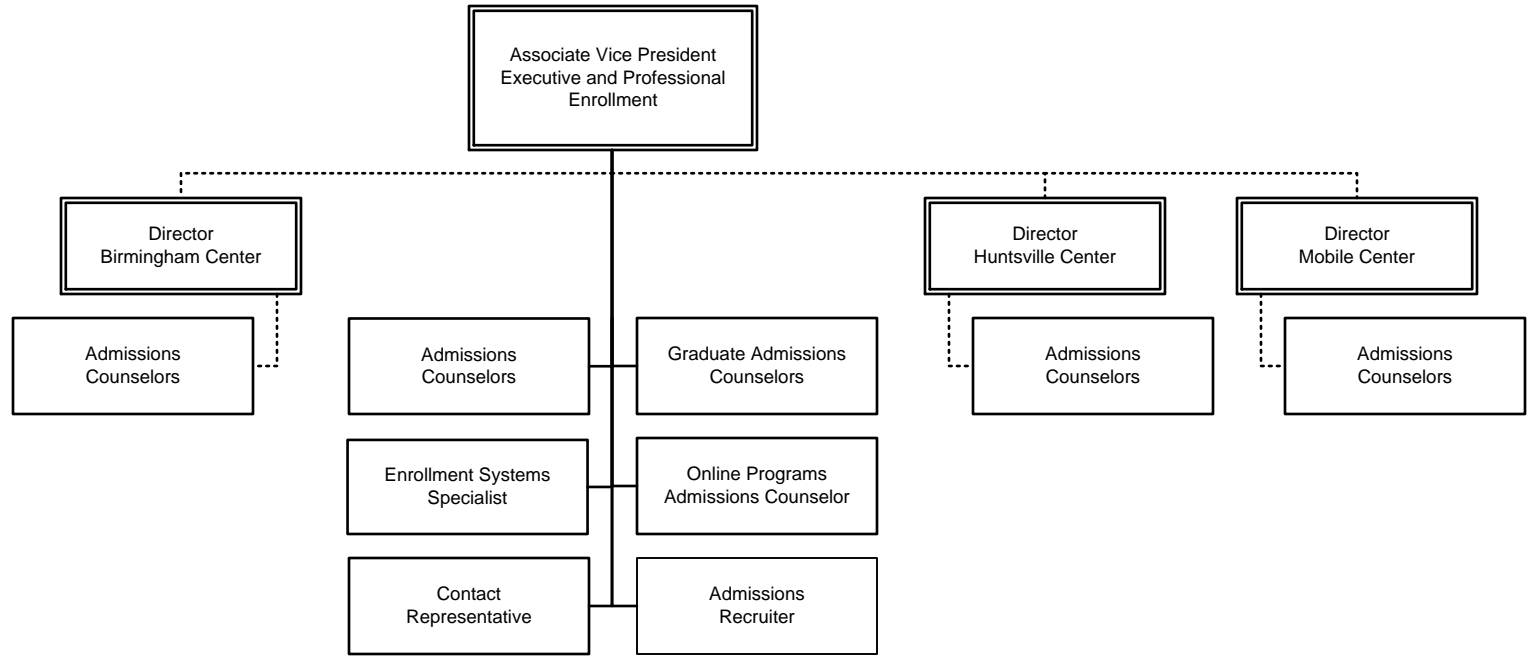 Associate Vice President
Executive and Professional
Enrollment
Director
Birmingham Center
Director
Huntsville Center
Director
Mobile Center
Admissions
Counselors
Admissions
Counselors
Graduate Admissions
Counselors
Admissions
Counselors
Admissions
Counselors
Enrollment Systems
Specialist
Online Programs
Admissions Counselor
Contact
Representative
Admissions
Recruiter